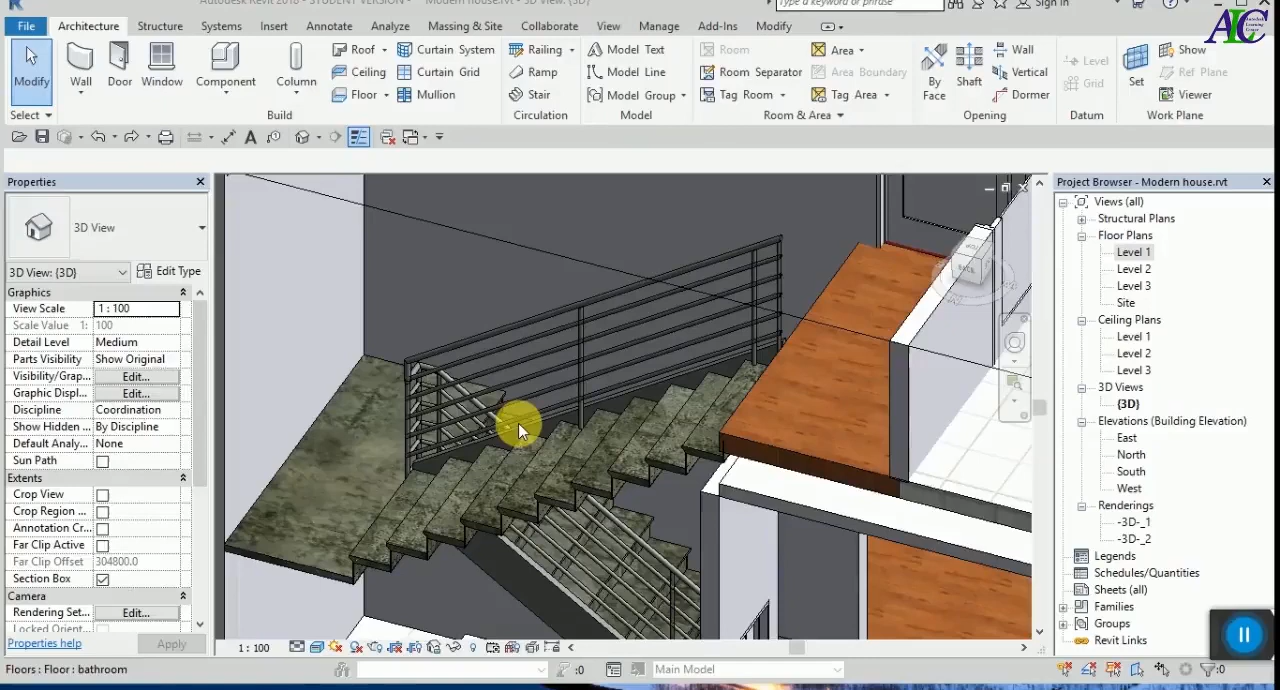 Autodesk Revit 2018 - STUDENT VERSION - Modern house.rvt - 3D View: {3D}
Type a keyword or phrase
Sign In
ALC
File Architecture Structure Systems Insert Annotate Analyze Massing & Site Collaborate View Manage Add-Ins Modify
Modify Wall Door Window Component Column
Roof Curtain System Railing Model Text Room Area Wall Level Show
Ceiling Curtain Grid Ramp Model Line Room Separator Area Boundary By Face Shaft Vertical Grid Set Ref Plane
Floor Mullion Stair Model Group Tag Room Tag Area Dormer Viewer
Select Build Circulation Model Room & Area Opening Datum Work Plane
Properties
3D View
3D View: {3D} Edit Type
Graphics
View Scale 1 : 100
Scale Value 1: 100
Detail Level Medium
Parts Visibility Show Original
Visibility/Grap... Edit...
Graphic Displ... Edit...
Discipline Coordination
Show Hidden ... By Discipline
Default Analy... None
Sun Path
Extents
Crop View
Crop Region ...
Annotation Cr...
Far Clip Active
Far Clip Offset 304800.0
Section Box
Camera
Rendering Set... Edit...
Locked Orient...
Properties help Apply
BACK
1 : 100
Project Browser - Modern house.rvt
Views (all)
Structural Plans
Floor Plans
Level 1
Level 2
Level 3
Site
Ceiling Plans
Level 1
Level 2
Level 3
3D Views
{3D}
Elevations (Building Elevation)
East
North
South
West
Renderings
-3D-_1
-3D-_2
Legends
Schedules/Quantities
Sheets (all)
Families
Groups
Revit Links
Floors : Floor : bathroom :0 Main Model :0